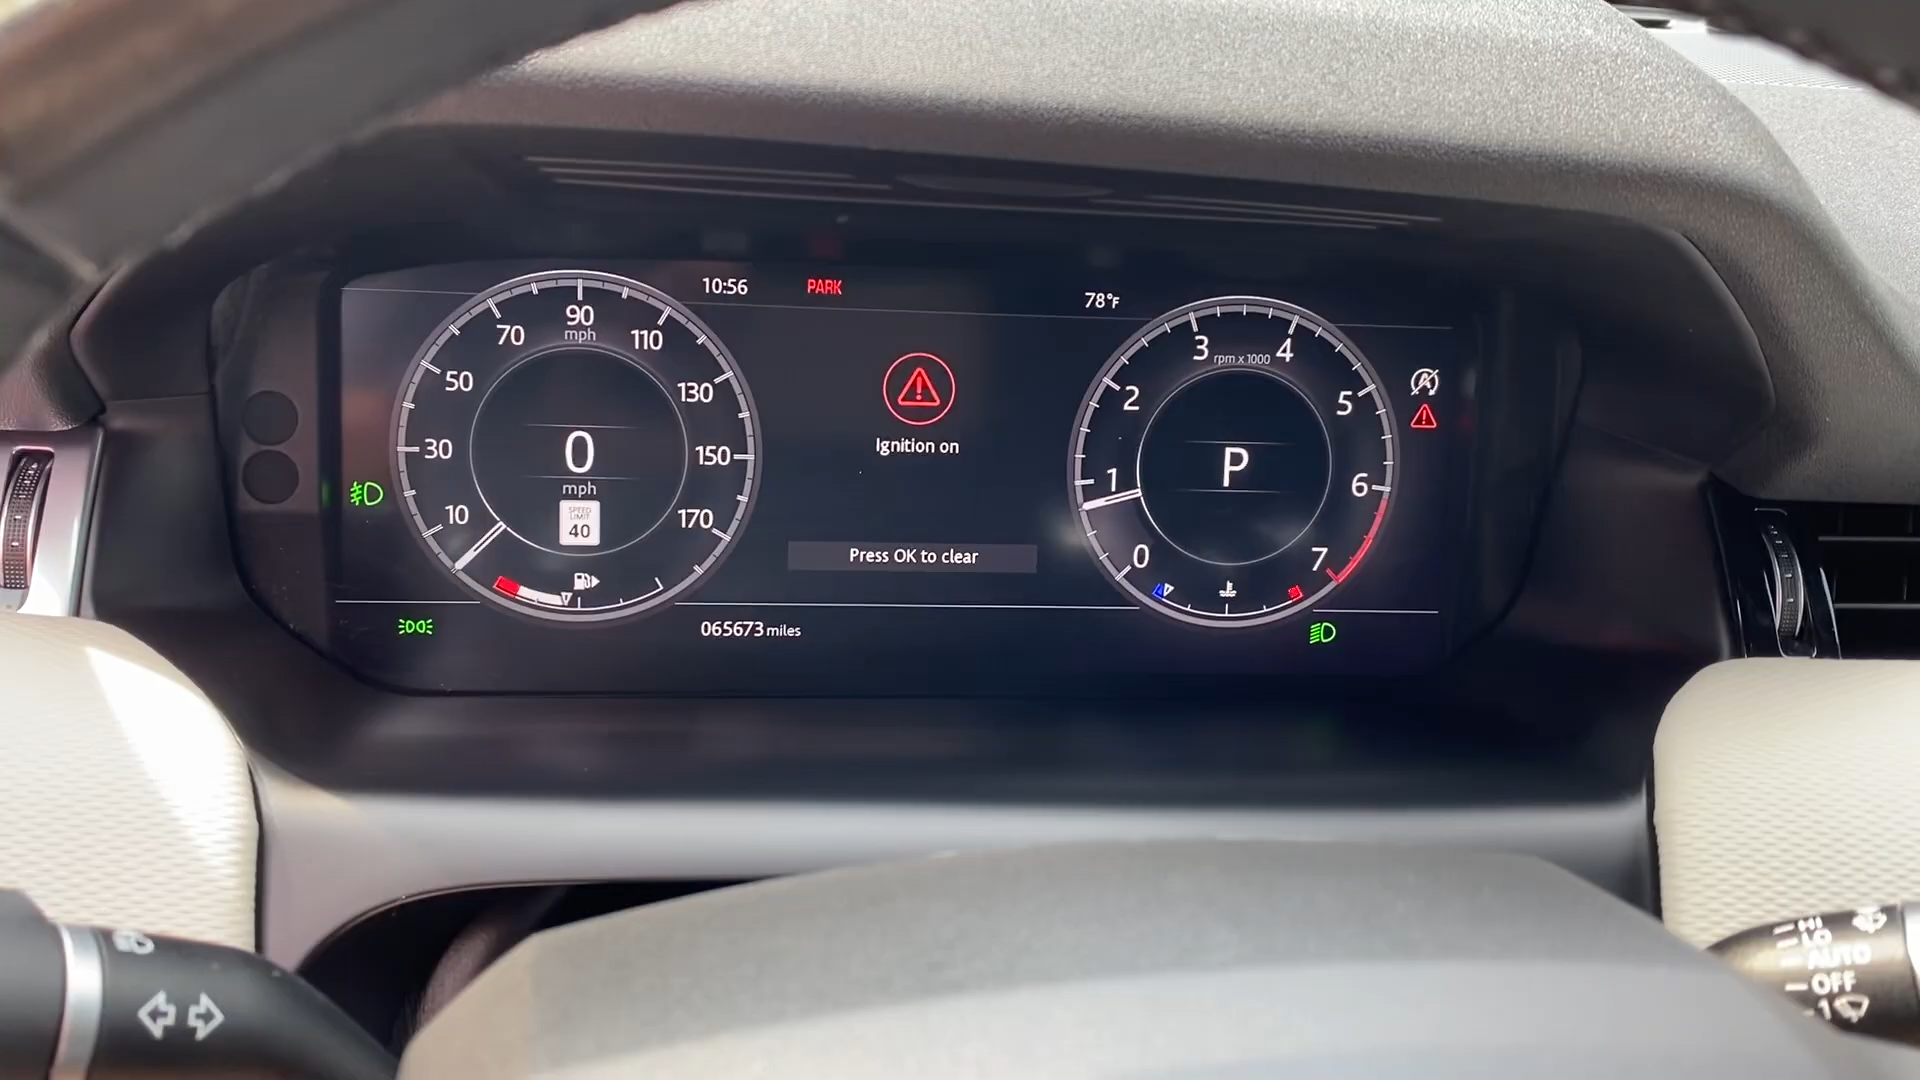 10:56
PARK
78°F
90
mph
70
110
50
130
30
150
10
170
0
mph
SPEED
LIMIT
40
Ignition on
Press OK to clear
3
rpm x 1000
4
2
5
1
6
0
7
P
065673 miles
HI
LO
AUTO
OFF
1